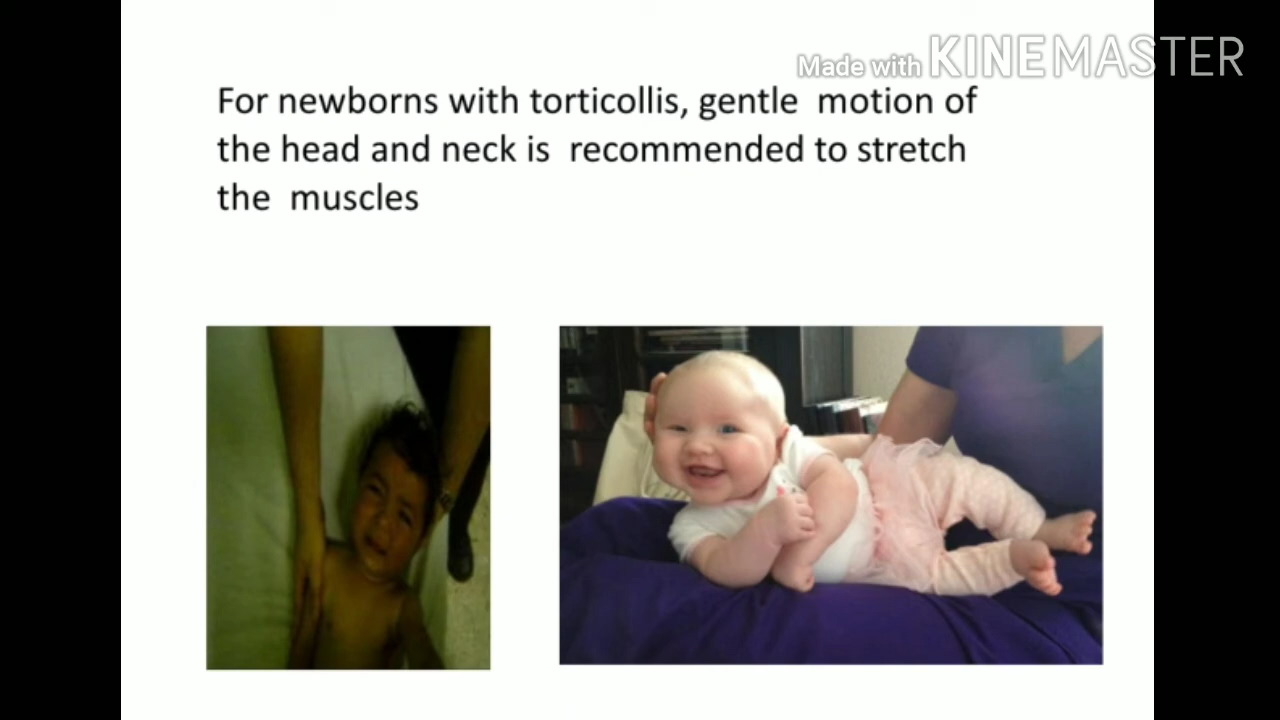 Made with KINEMASTER
For newborns with torticollis, gentle motion of
the head and neck is recommended to stretch
the muscles